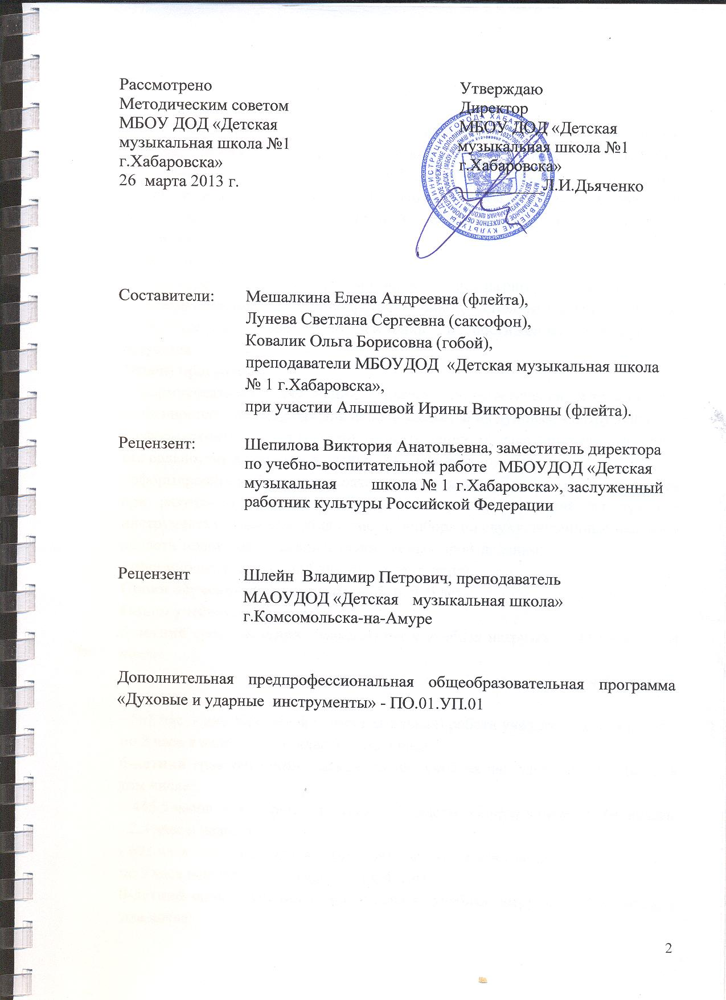 Рассмотрено
Методическим советом
МБОУ ДОД «Детская
музыкальная школа №1
г.Хабаровска»
26 марта 2013 г.
Утверждаю
Директор
МБОУ ДОД «Детская
музыкальная школа №1
г.Хабаровска»
Л.И.Дьяченко
Составители: Мешалкина Елена Андреевна (флейта),
Лунева Светлана Сергеевна (саксофон),
Ковалик Ольга Борисовна (гобой),
преподаватели МБОУДОД «Детская музыкальная школа
№ 1 г.Хабаровска»,
при участии Алышевой Ирины Викторовны (флейта).
Рецензент: Шепилова Виктория Анатольевна, заместитель директора
по учебно-воспитательной работе МБОУДОД «Детская
музыкальная школа № 1 г.Хабаровска», заслуженный
работник культуры Российской Федерации
Рецензент Шлейн Владимир Петрович, преподаватель
МАОУДОД «Детская музыкальная школа»
г.Комсомольска-на-Амуре
Дополнительная предпрофессиональная общеобразовательная программа
«Духовые и ударные инструменты» - ПО.01.УП.01
2